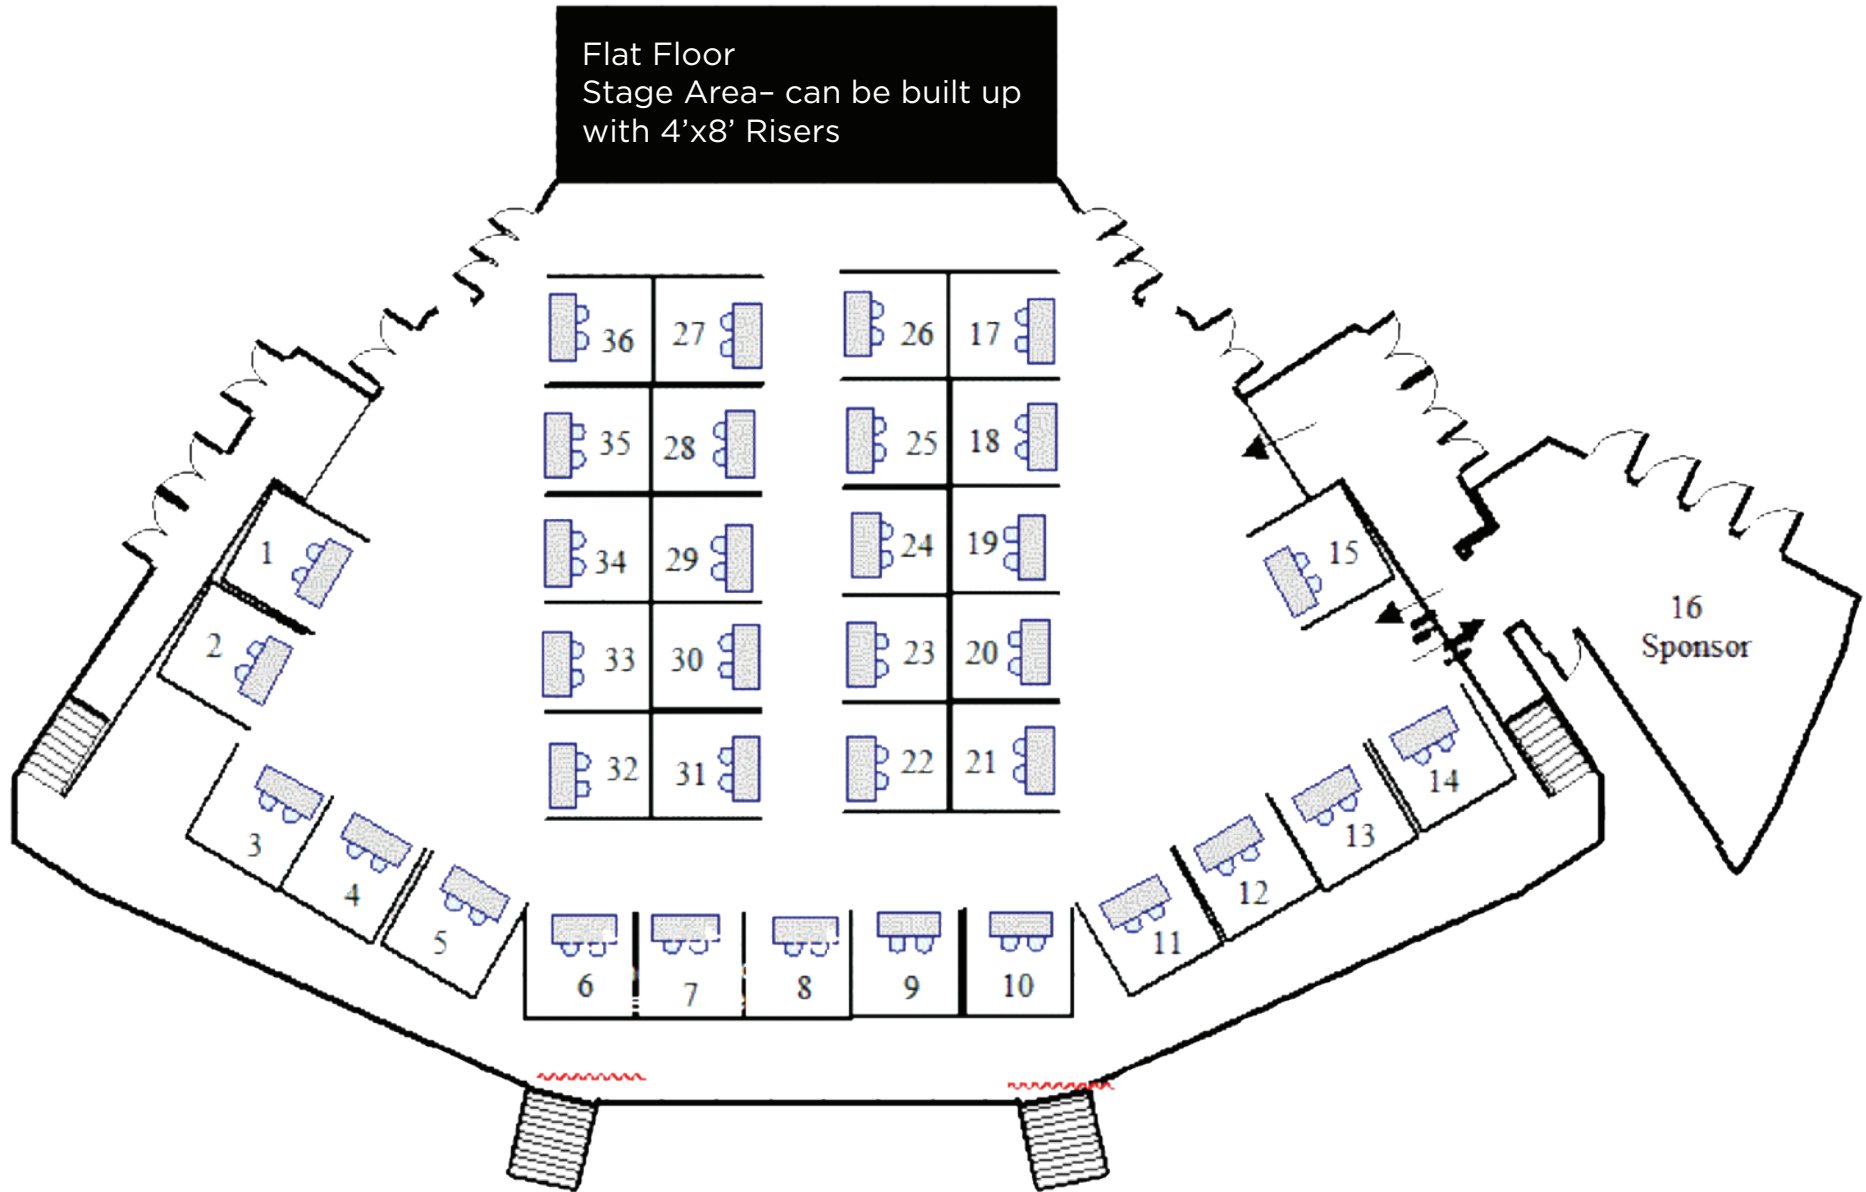 Flat Floor
Stage Area– can be built up
with 4’x8’ Risers
36 27 26 17
35 28 25 18
34 29 24 19
33 30 23 20
32 31 22 21
1
2
3
4
5
6 7 8 9 10
11
12
13
14
15
16
Sponsor